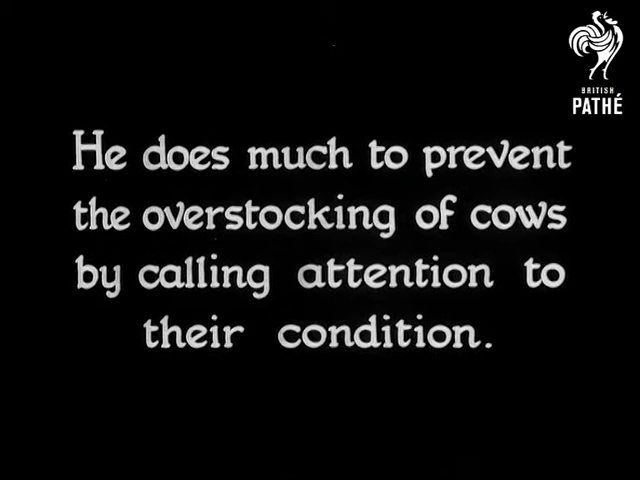 BRITISH
PATHÉ
He does much to prevent
the overstocking of cows
by calling attention to
their condition.